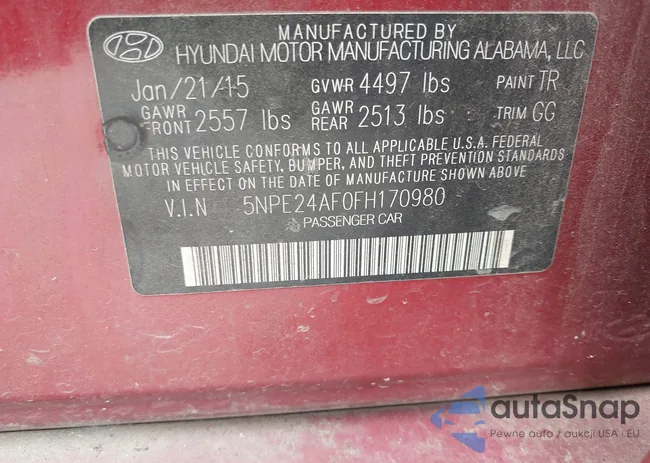 MANUFACTURED BY
HYUNDAI MOTOR MANUFACTURING ALABAMA, LLC
Jan/21/15 GVWR 4497 lbs PAINT TR
GAWR FRONT 2557 lbs GAWR REAR 2513 lbs TRIM GG
THIS VEHICLE CONFORMS TO ALL APPLICABLE U.S.A. FEDERAL
MOTOR VEHICLE SAFETY, BUMPER, AND THEFT PREVENTION STANDARDS
IN EFFECT ON THE DATE OF MANUFACTURE SHOWN ABOVE.
V.I.N 5NPE24AF0FH170980
PASSENGER CAR
autaSnap
Pewne auta / aukcji USA i EU